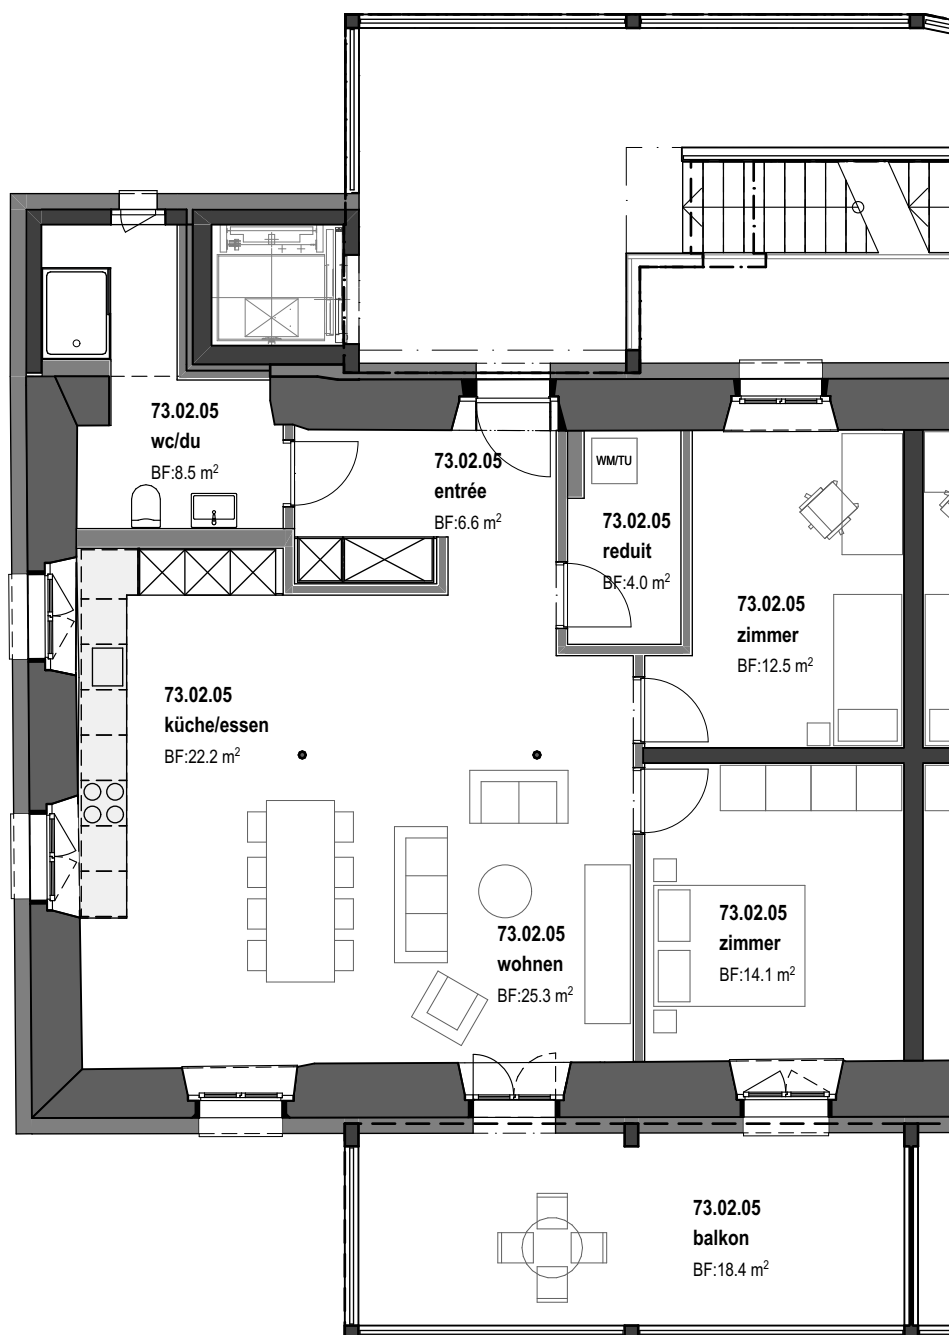 73.02.05
wc/du
BF:8.5 m²
73.02.05
entrée
BF:6.6 m²
WM/TU
73.02.05
reduit
BF:4.0 m²
73.02.05
zimmer
BF:12.5 m²
73.02.05
küche/essen
BF:22.2 m²
73.02.05
wohnen
BF:25.3 m²
73.02.05
zimmer
BF:14.1 m²
73.02.05
balkon
BF:18.4 m²